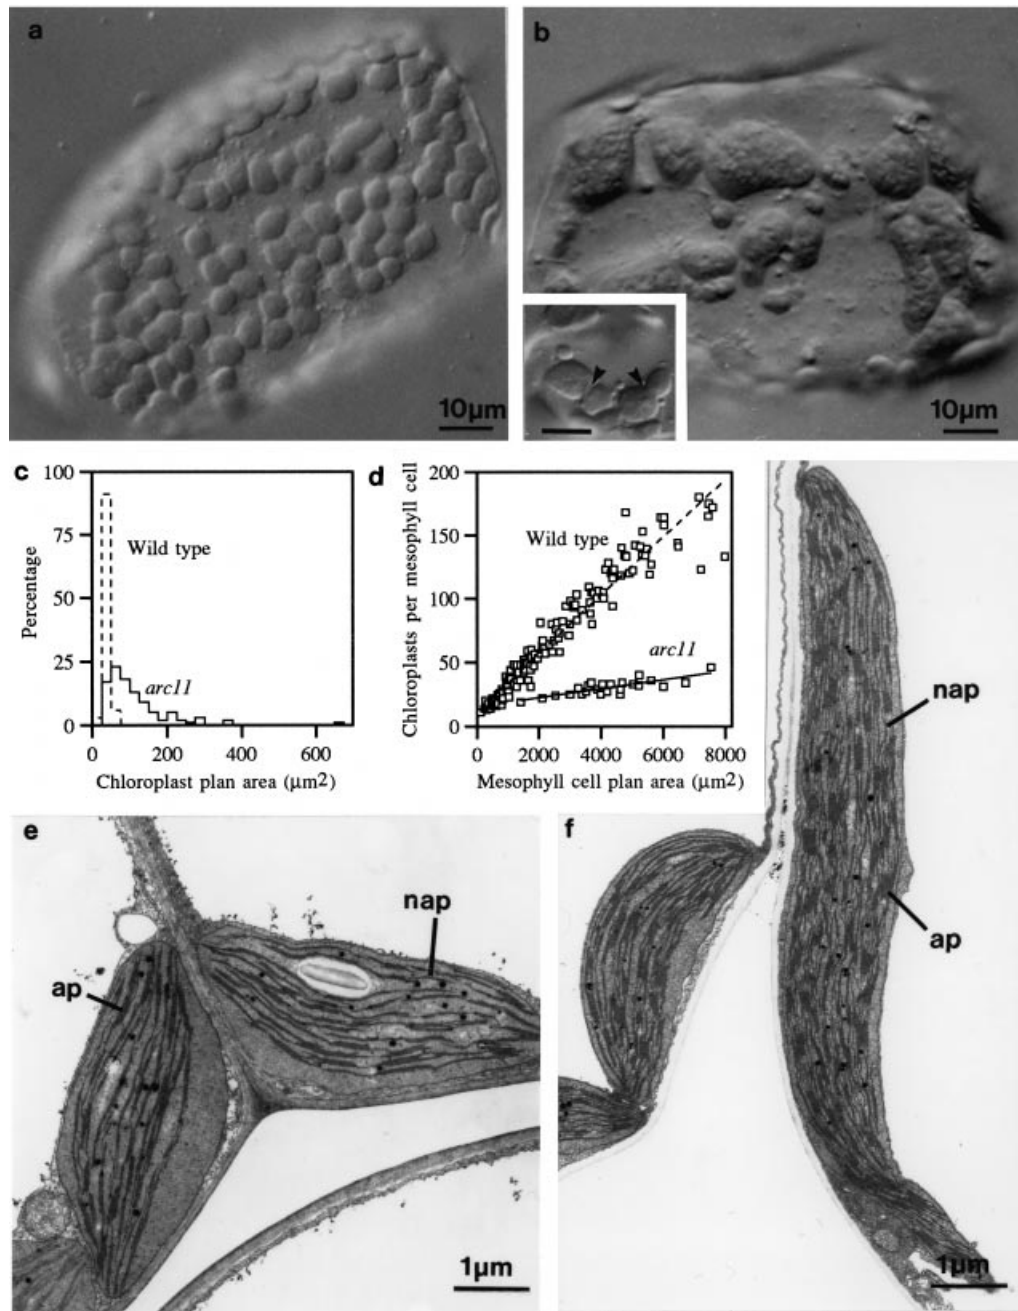 a
b
10μm
10μm
c
100
75
50
25
0
Percentage
Wild type
arc11
0 200 400 600
Chloroplast plan area (μm2)
d
200
150
100
50
0
Chloroplasts per mesophyll cell
Wild type
arc11
0 2000 4000 6000 8000
Mesophyll cell plan area (μm2)
e
nap
ap
1μm
f
nap
ap
1μm